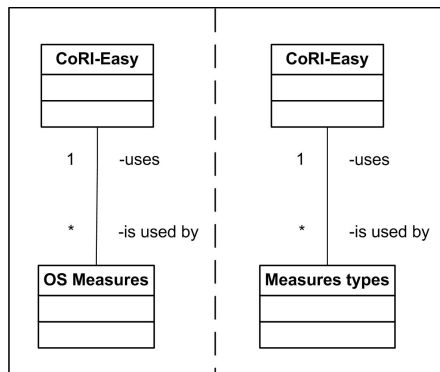 CoRI-Easy
1 -uses
* -is used by
OS Measures
CoRI-Easy
1 -uses
* -is used by
Measures types